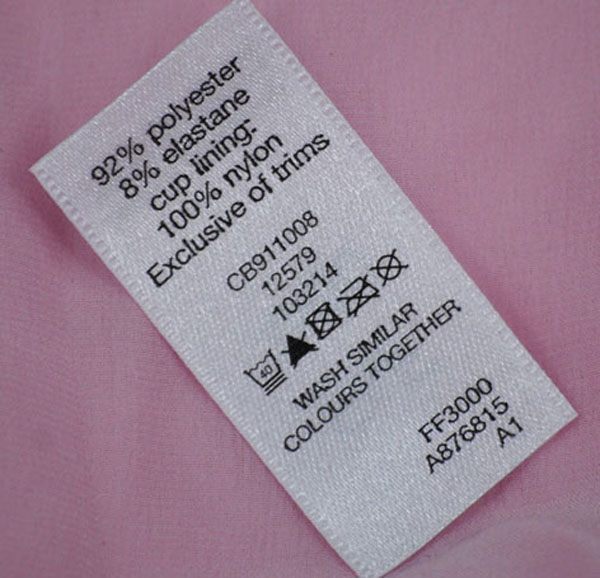 92% polyester
8% elastane
cup lining:-
100% nylon
Exclusive of trims
CB911008
12579
103214
40
WASH SIMILAR
COLOURS TOGETHER
FF3000
A876815
A1